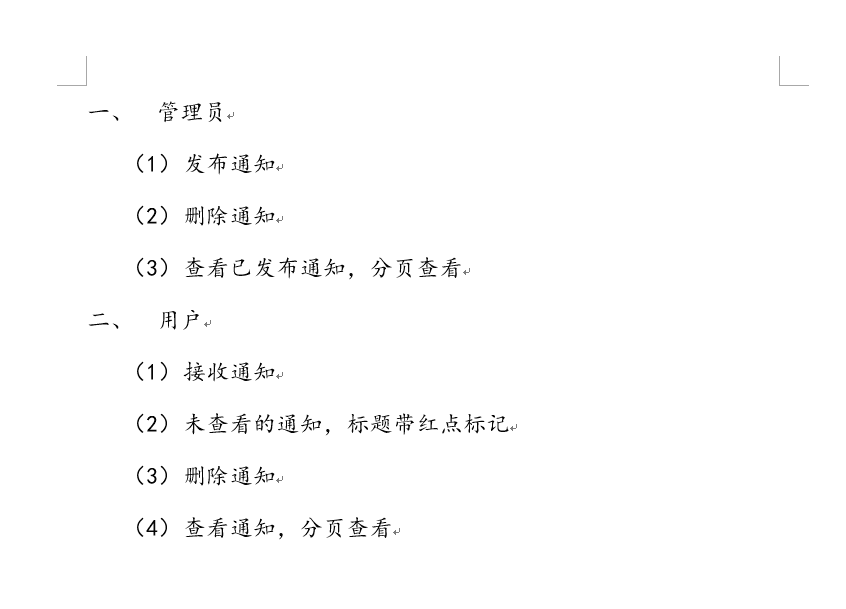 一、 管理员
（1）发布通知
（2）删除通知
（3）查看已发布通知，分页查看
二、 用户
（1）接收通知
（2）未查看的通知，标题带红点标记
（3）删除通知
（4）查看通知，分页查看